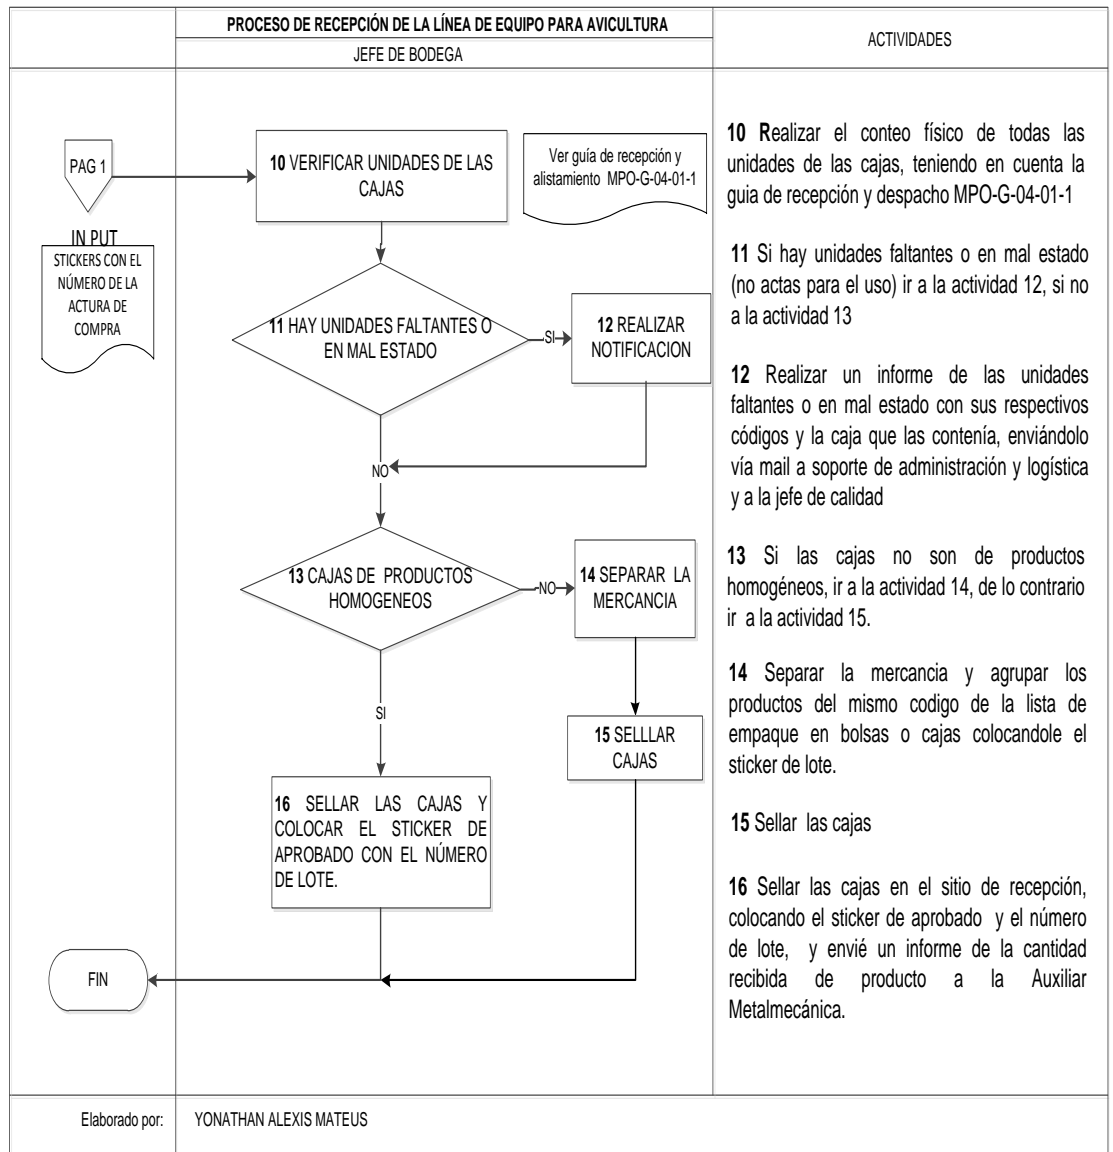 PROCESO DE RECEPCIÓN DE LA LÍNEA DE EQUIPO PARA AVICULTURA
JEFE DE BODEGA
ACTIVIDADES
PAG 1
IN PUT
STICKERS CON EL
NÚMERO DE LA
ACTURA DE
COMPRA
10 VERIFICAR UNIDADES DE LAS
CAJAS
Ver guía de recepción y
alistamiento MPO-G-04-01-1
11 HAY UNIDADES FALTANTES O
EN MAL ESTADO
SI
12 REALIZAR
NOTIFICACION
NO
13 CAJAS DE PRODUCTOS
HOMOGENEOS
NO
14 SEPARAR LA
MERCANCIA
SI
15 SELLLAR
CAJAS
16 SELLAR LAS CAJAS Y
COLOCAR EL STICKER DE
APROBADO CON EL NÚMERO
DE LOTE.
FIN
10 Realizar el conteo físico de todas las
unidades de las cajas, teniendo en cuenta la
guia de recepción y despacho MPO-G-04-01-1
11 Si hay unidades faltantes o en mal estado
(no actas para el uso) ir a la actividad 12, si no
a la actividad 13
12 Realizar un informe de las unidades
faltantes o en mal estado con sus respectivos
códigos y la caja que las contenía, enviándolo
vía mail a soporte de administración y logística
y a la jefe de calidad
13 Si las cajas no son de productos
homogéneos, ir a la actividad 14, de lo contrario
ir a la actividad 15.
14 Separar la mercancia y agrupar los
productos del mismo codigo de la lista de
empaque en bolsas o cajas colocandole el
sticker de lote.
15 Sellar las cajas
16 Sellar las cajas en el sitio de recepción,
colocando el sticker de aprobado y el número
de lote, y envié un informe de la cantidad
recibida de producto a la Auxiliar
Metalmecánica.
Elaborado por:
YONATHAN ALEXIS MATEUS